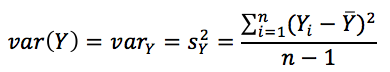 var(Y) = var_Y = s_Y^2 = \frac{\sum_{i=1}^{n}(Y_i - \bar{Y})^2}{n - 1}